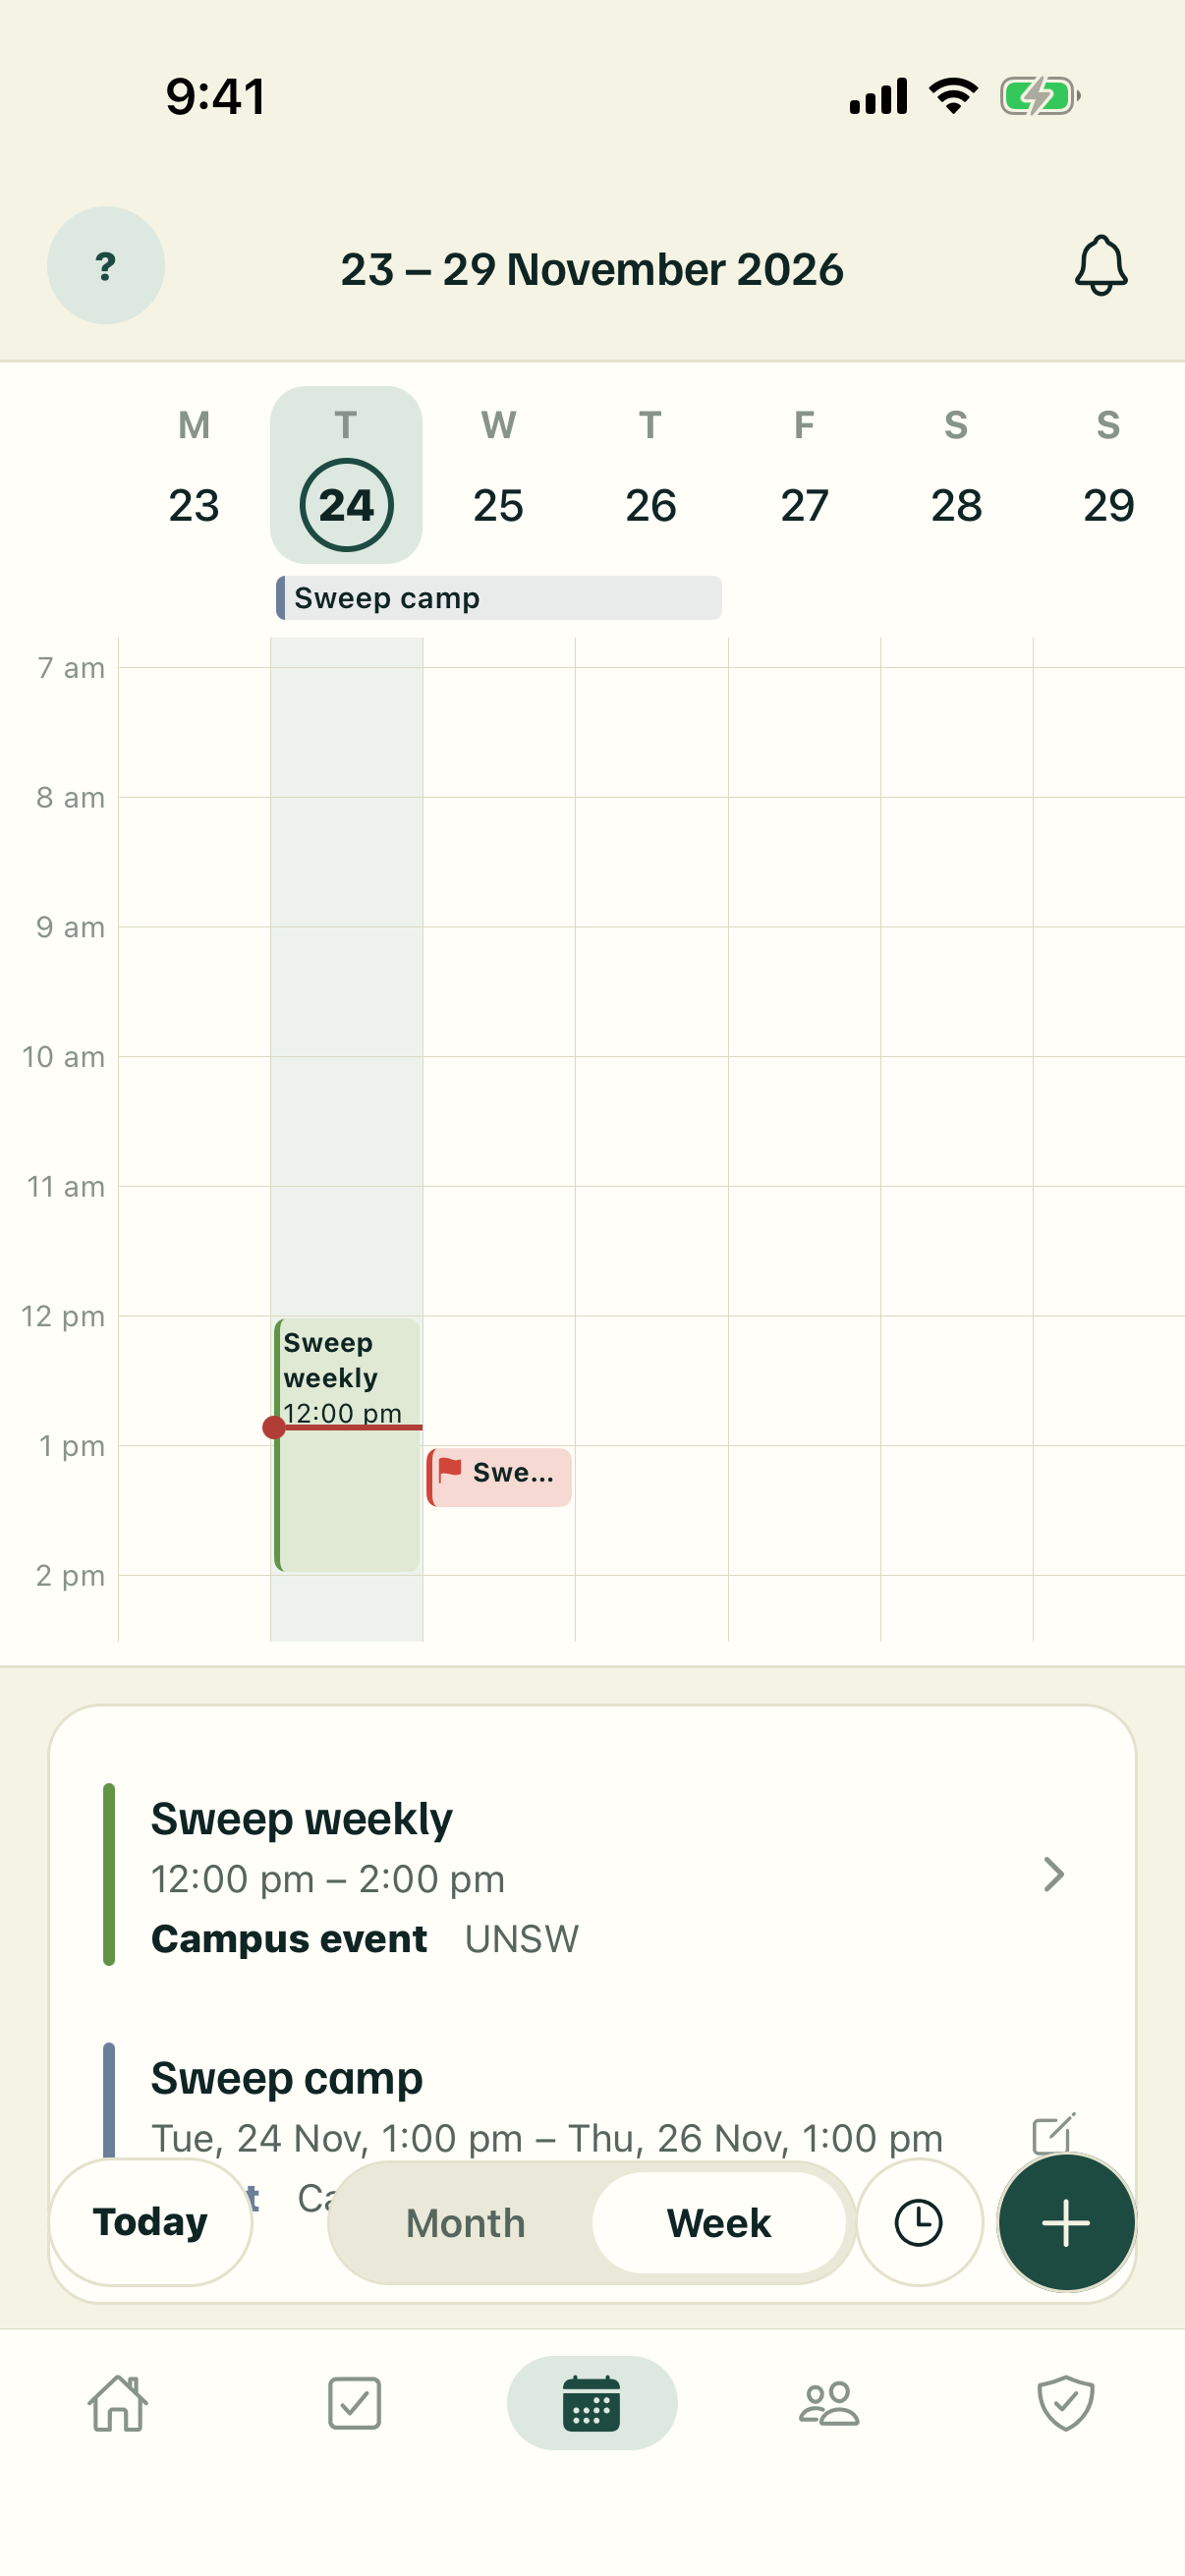 9:41
?
23 – 29 November 2026
M T W T F S S
23 24 25 26 27 28 29
Sweep camp
7 am
8 am
9 am
10 am
11 am
12 pm
Sweep
weekly
12:00 pm
1 pm
Swe...
2 pm
Sweep weekly
12:00 pm – 2:00 pm
Campus event UNSW
Sweep camp
Tue, 24 Nov, 1:00 pm – Thu, 26 Nov, 1:00 pm
Today
Month
Week